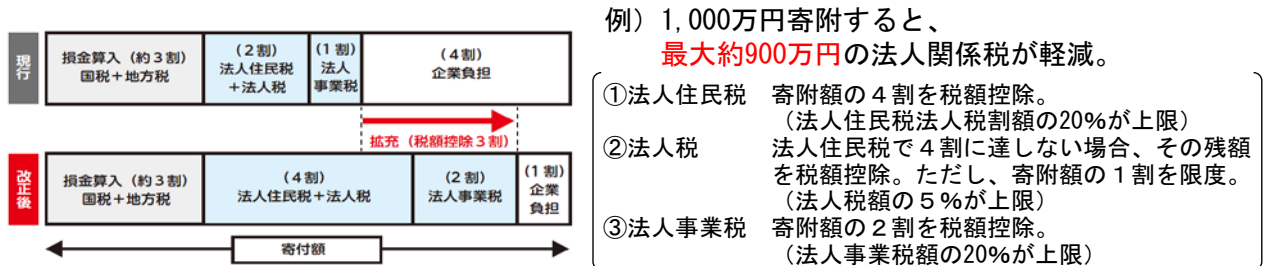 現行
損金算入（約３割）
国税＋地方税
（２割）
法人住民税
＋法人税
（１割）
法人
事業税
（４割）
企業負担
拡充（税額控除３割）
改正後
損金算入（約３割）
国税＋地方税
（４割）
法人住民税＋法人税
（２割）
法人事業税
（１割）
企業
負担
寄付額
例）1,000万円寄附すると、
最大約900万円の法人関係税が軽減。
①法人住民税　寄附額の４割を税額控除。
（法人住民税法人税割額の20%が上限）
②法人税　法人住民税で４割に達しない場合、その残額
を税額控除。ただし、寄附額の１割を限度。
（法人税額の５%が上限）
③法人事業税　寄附額の２割を税額控除。
（法人事業税額の20%が上限）